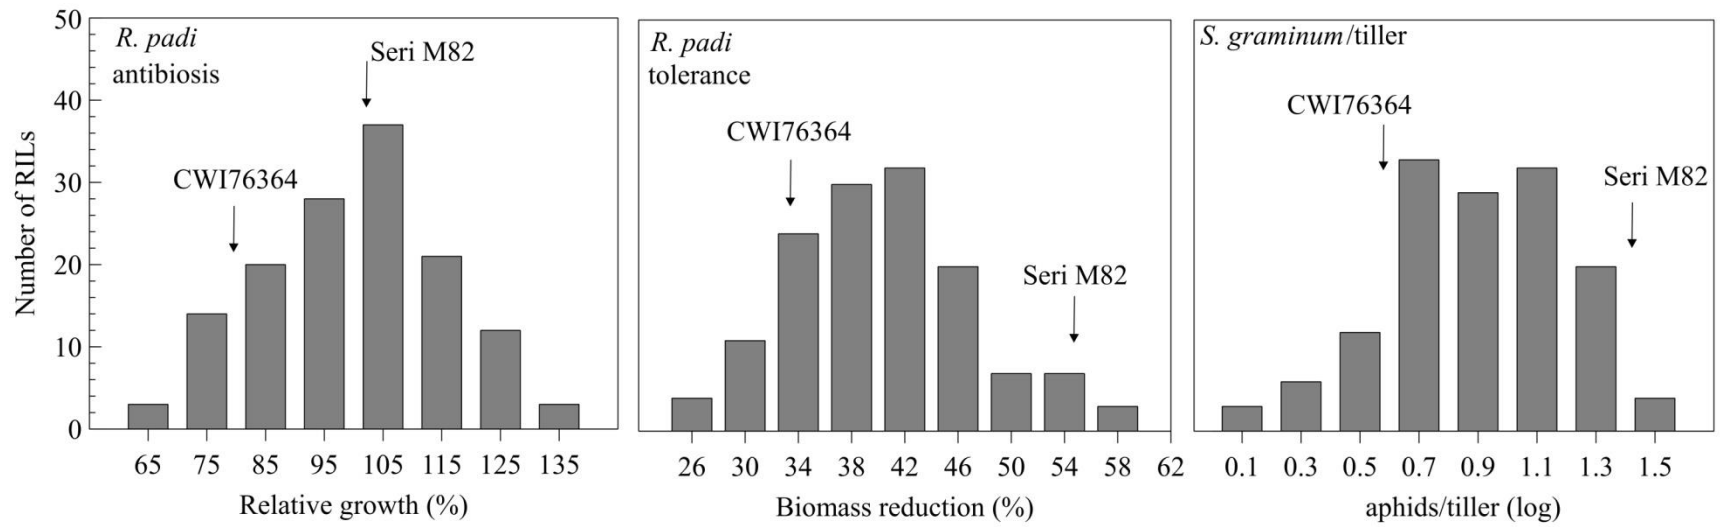 50
40
30
20
10
0
Number of RILs
R. padi
antibiosis
Seri M82
CWI76364
65 75 85 95 105 115 125 135
Relative growth (%)
R. padi
tolerance
CWI76364
Seri M82
26 30 34 38 42 46 50 54 58 62
Biomass reduction (%)
S. graminum/tiller
CWI76364
Seri M82
0.1 0.3 0.5 0.7 0.9 1.1 1.3 1.5
aphids/tiller (log)